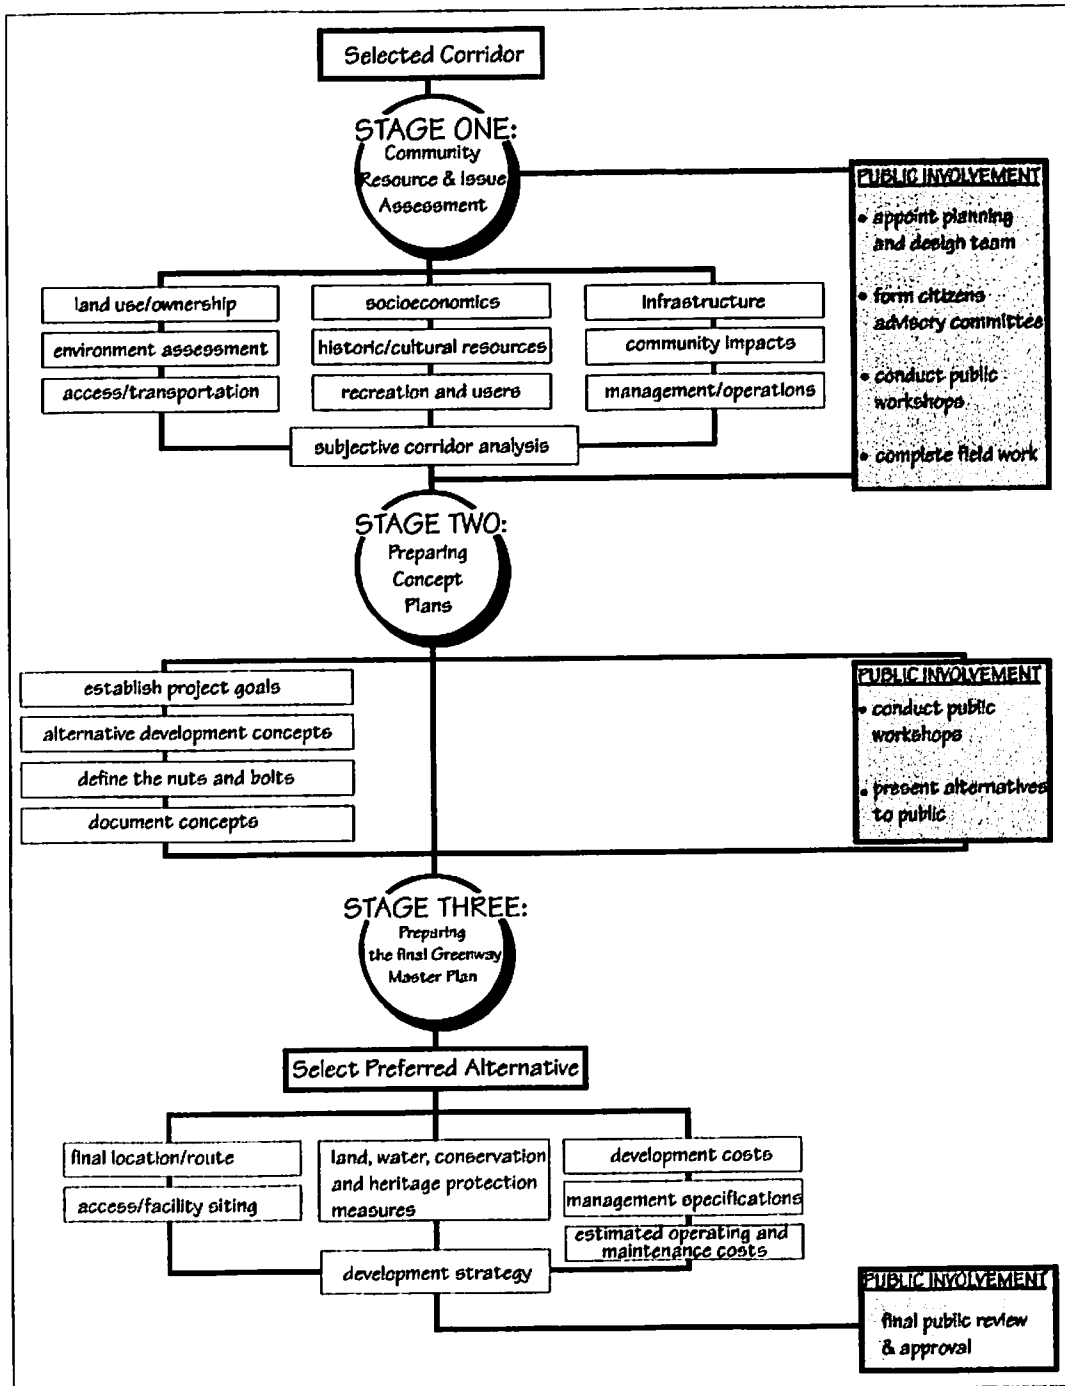 Selected Corridor
STAGE ONE:
Community
Resource & Issue
Assessment
PUBLIC INVOLVEMENT
• appoint planning
and design team
• form citizens
advisory committee
• conduct public
workshops
• complete field work
land use/ownership
environment assessment
access/transportation
socioeconomics
historic/cultural resources
recreation and users
Infrastructure
community impacts
management/operations
subjective corridor analysis
STAGE TWO:
Preparing
Concept
Plans
establish project goals
alternative development concepts
define the nuts and bolts
document concepts
PUBLIC INVOLVEMENT
• conduct public
workshops
• present alternatives
to public
STAGE THREE:
Preparing
the final Greenway
Master Plan
Select Preferred Alternative
final location/route
access/facility siting
land, water, conservation
and heritage protection
measures
development costs
management specifications
estimated operating and
maintenance costs
development strategy
PUBLIC INVOLVEMENT
final public review
& approval